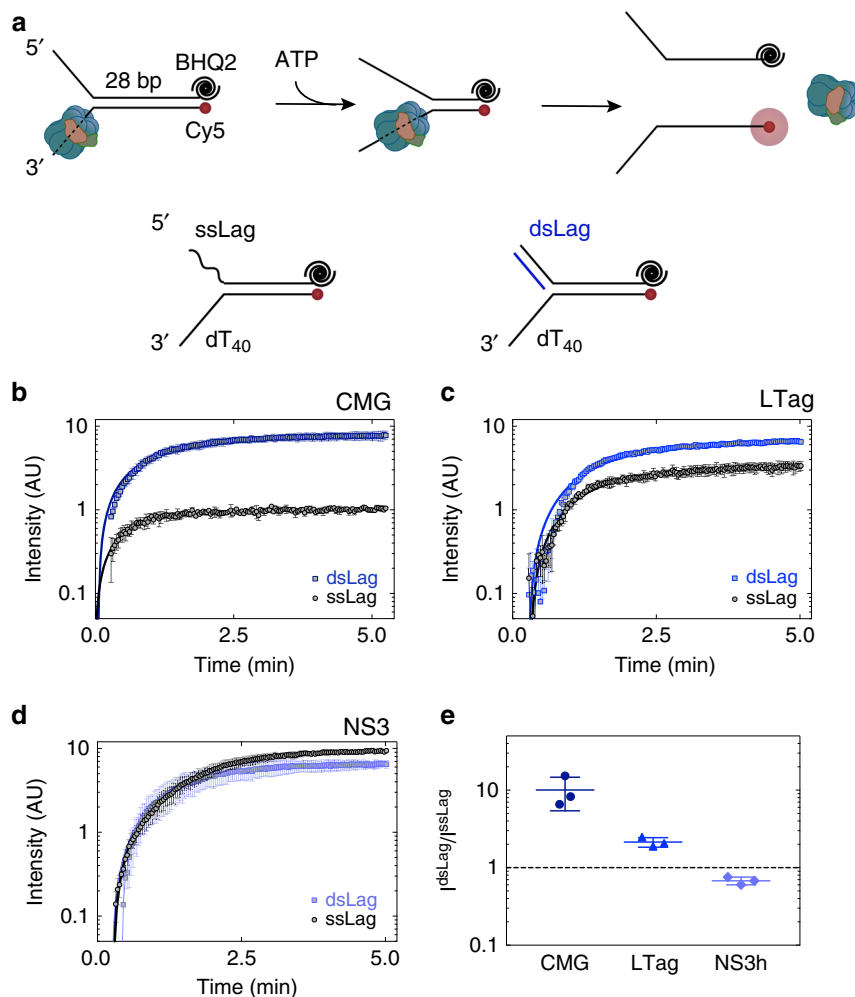 a
5′
28 bp
BHQ2
Cy5
3′
ATP
5′
ssLag
3′
dT40
dsLag
3′
dT40
b
CMG
Intensity (AU)
10
1
0.1
dsLag
ssLag
0.0
2.5
5.0
Time (min)
c
LTag
Intensity (AU)
10
1
0.1
dsLag
ssLag
0.0
2.5
5.0
Time (min)
d
NS3
Intensity (AU)
10
1
0.1
dsLag
ssLag
0.0
2.5
5.0
Time (min)
e
I^dsLag/I^ssLag
10
1
0.1
CMG
LTag
NS3h